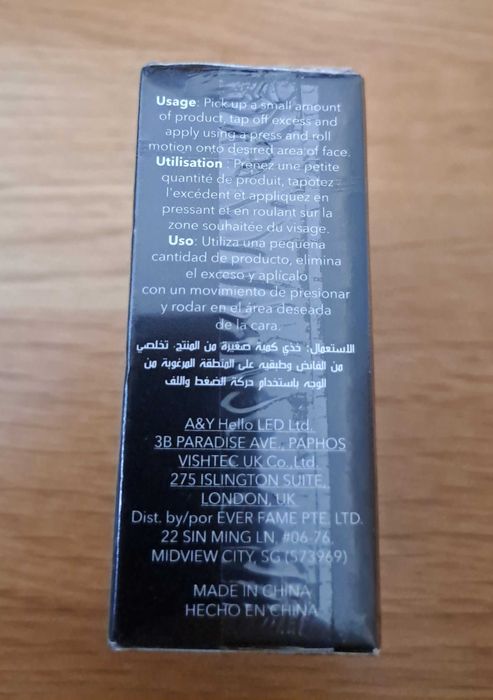 Usage: Pick up a small amount
of product, tap off excess and
apply using a press and roll
motion onto desired area of face.
Utilisation : Prenez une petite
quantité de produit, tapotez
l'excédent et appliquez en
pressant et en roulant sur la
zone souhaitée du visage.
Uso: Utiliza una pequena
cantidad de producto, elimina
el exceso y aplícalo
con un movimiento de presionar
y rodar en el área deseada
de la cara.
الاستعمال: خذي كمية صغيرة من المنتج، تخلصي
من الفائض وطبقيه على المنطقة المرغوبة من
الوجه باستخدام حركة الضغط واللف
A&Y Hello LED Ltd.
3B PARADISE AVE., PAPHOS
VISHTEC UK Co.,Ltd.
275 ISLINGTON SUITE,
LONDON, UK
Dist. by/por EVER FAME PTE. LTD.
22 SIN MING LN, #06-76,
MIDVIEW CITY, SG (573969)
MADE IN CHINA
HECHO EN CHINA